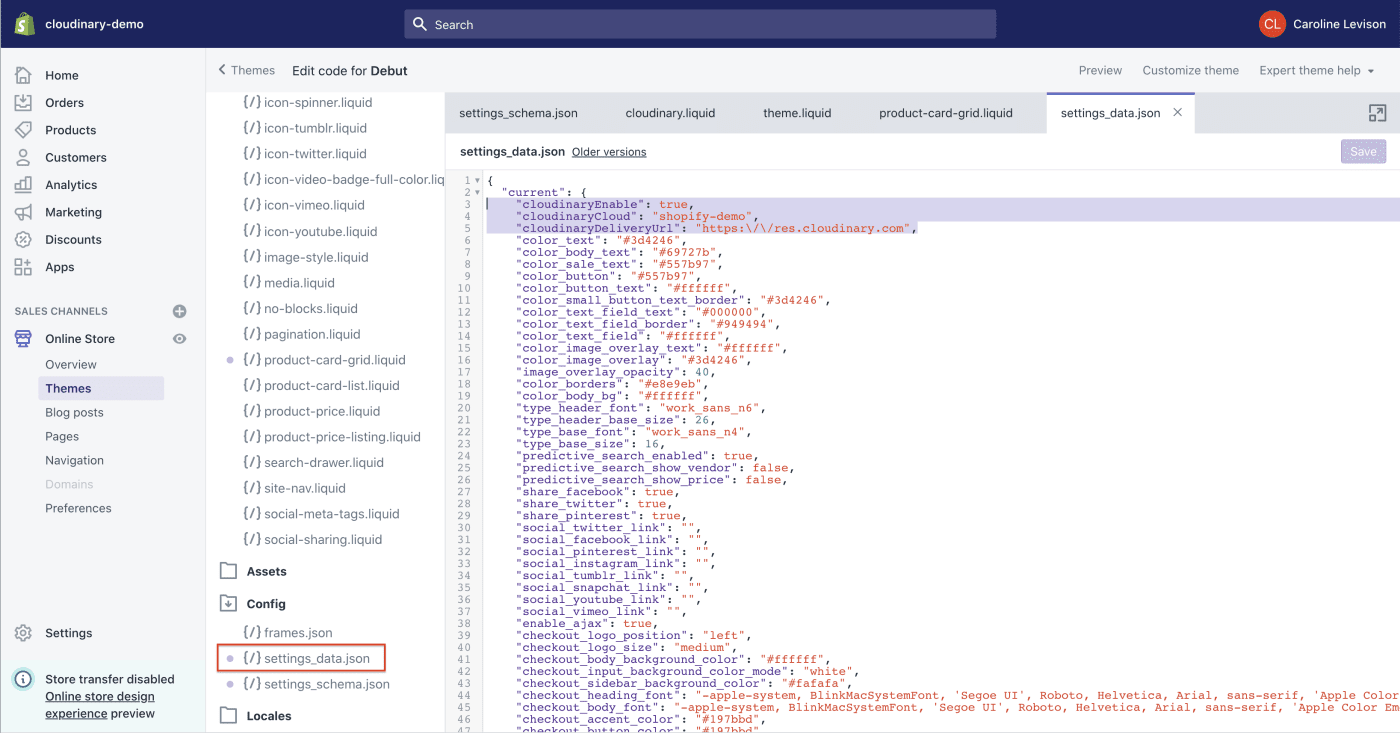 cloudinary-demo
Search
CL Caroline Levison
Home
Orders
Products
Customers
Analytics
Marketing
Discounts
Apps
SALES CHANNELS
Online Store
Overview
Themes
Blog posts
Pages
Navigation
Domains
Preferences
Settings
Store transfer disabled
Online store design
experience preview
Themes Edit code for Debut
Preview Customize theme Expert theme help
{/} icon-spinner.liquid
{/} icon-tumblr.liquid
{/} icon-twitter.liquid
{/} icon-video-badge-full-color.liq
{/} icon-vimeo.liquid
{/} icon-youtube.liquid
{/} image-style.liquid
{/} media.liquid
{/} no-blocks.liquid
{/} pagination.liquid
{/} product-card-grid.liquid
{/} product-card-list.liquid
{/} product-price.liquid
{/} product-price-listing.liquid
{/} search-drawer.liquid
{/} site-nav.liquid
{/} social-meta-tags.liquid
{/} social-sharing.liquid
Assets
Config
{/} frames.json
{/} settings_data.json
{/} settings_schema.json
Locales
settings_schema.json cloudinary.liquid theme.liquid product-card-grid.liquid settings_data.json
settings_data.json Older versions
Save
1 {
2 "current": {
3 "cloudinaryEnable": true,
4 "cloudinaryCloud": "shopify-demo",
5 "cloudinaryDeliveryUrl": "https:\/\/res.cloudinary.com",
6 "color_text": "#3d4246",
7 "color_body_text": "#69727b",
8 "color_sale_text": "#557b97",
9 "color_button": "#557b97",
10 "color_button_text": "#ffffff",
11 "color_small_button_text_border": "#3d4246",
12 "color_text_field_text": "#000000",
13 "color_text_field_border": "#949494",
14 "color_text_field": "#ffffff",
15 "color_image_overlay_text": "#ffffff",
16 "color_image_overlay": "#3d4246",
17 "image_overlay_opacity": 40,
18 "color_borders": "#e8e9eb",
19 "color_body_bg": "#ffffff",
20 "type_header_font": "work_sans_n6",
21 "type_header_base_size": 26,
22 "type_base_font": "work_sans_n4",
23 "type_base_size": 16,
24 "predictive_search_enabled": true,
25 "predictive_search_show_vendor": false,
26 "predictive_search_show_price": false,
27 "share_facebook": true,
28 "share_twitter": true,
29 "share_pinterest": true,
30 "social_twitter_link": "",
31 "social_facebook_link": "",
32 "social_pinterest_link": "",
33 "social_instagram_link": "",
34 "social_tumblr_link": "",
35 "social_snapchat_link": "",
36 "social_youtube_link": "",
37 "social_vimeo_link": "",
38 "enable_ajax": true,
39 "checkout_logo_position": "left",
40 "checkout_logo_size": "medium",
41 "checkout_body_background_color": "#ffffff",
42 "checkout_input_background_color_mode": "white",
43 "checkout_sidebar_background_color": "#fafafa",
44 "checkout_heading_font": "-apple-system, BlinkMacSystemFont, 'Segoe UI', Roboto, Helvetica, Arial, sans-serif, 'Apple Color
45 "checkout_body_font": "-apple-system, BlinkMacSystemFont, 'Segoe UI', Roboto, Helvetica, Arial, sans-serif, 'Apple Color Em
46 "checkout_accent_color": "#197bbd",
47 "checkout_button_color": "#197bbd"